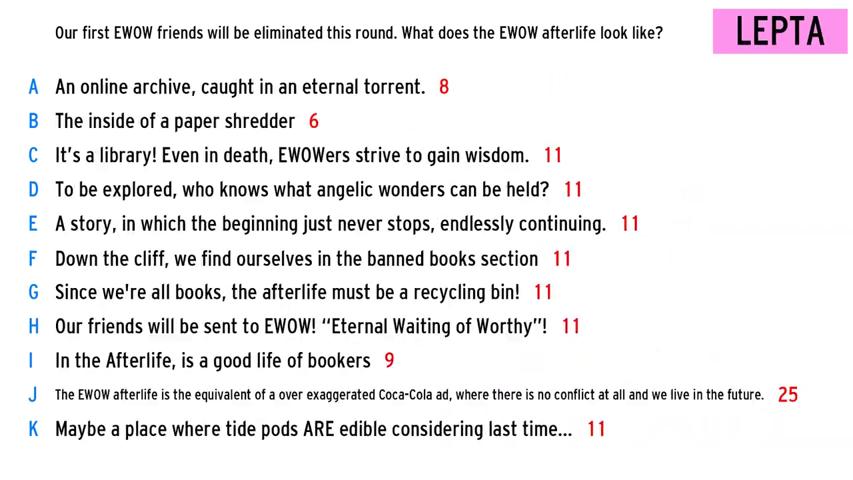 Our first EWOW friends will be eliminated this round. What does the EWOW afterlife look like?
LEPTA
A An online archive, caught in an eternal torrent. 8
B The inside of a paper shredder 6
C It's a library! Even in death, EWOWers strive to gain wisdom. 11
D To be explored, who knows what angelic wonders can be held? 11
E A story, in which the beginning just never stops, endlessly continuing. 11
F Down the cliff, we find ourselves in the banned books section 11
G Since we're all books, the afterlife must be a recycling bin! 11
H Our friends will be sent to EWOW! “Eternal Waiting of Worthy”! 11
I In the Afterlife, is a good life of bookers 9
J The EWOW afterlife is the equivalent of a over exaggerated Coca-Cola ad, where there is no conflict at all and we live in the future. 25
K Maybe a place where tide pods ARE edible considering last time... 11